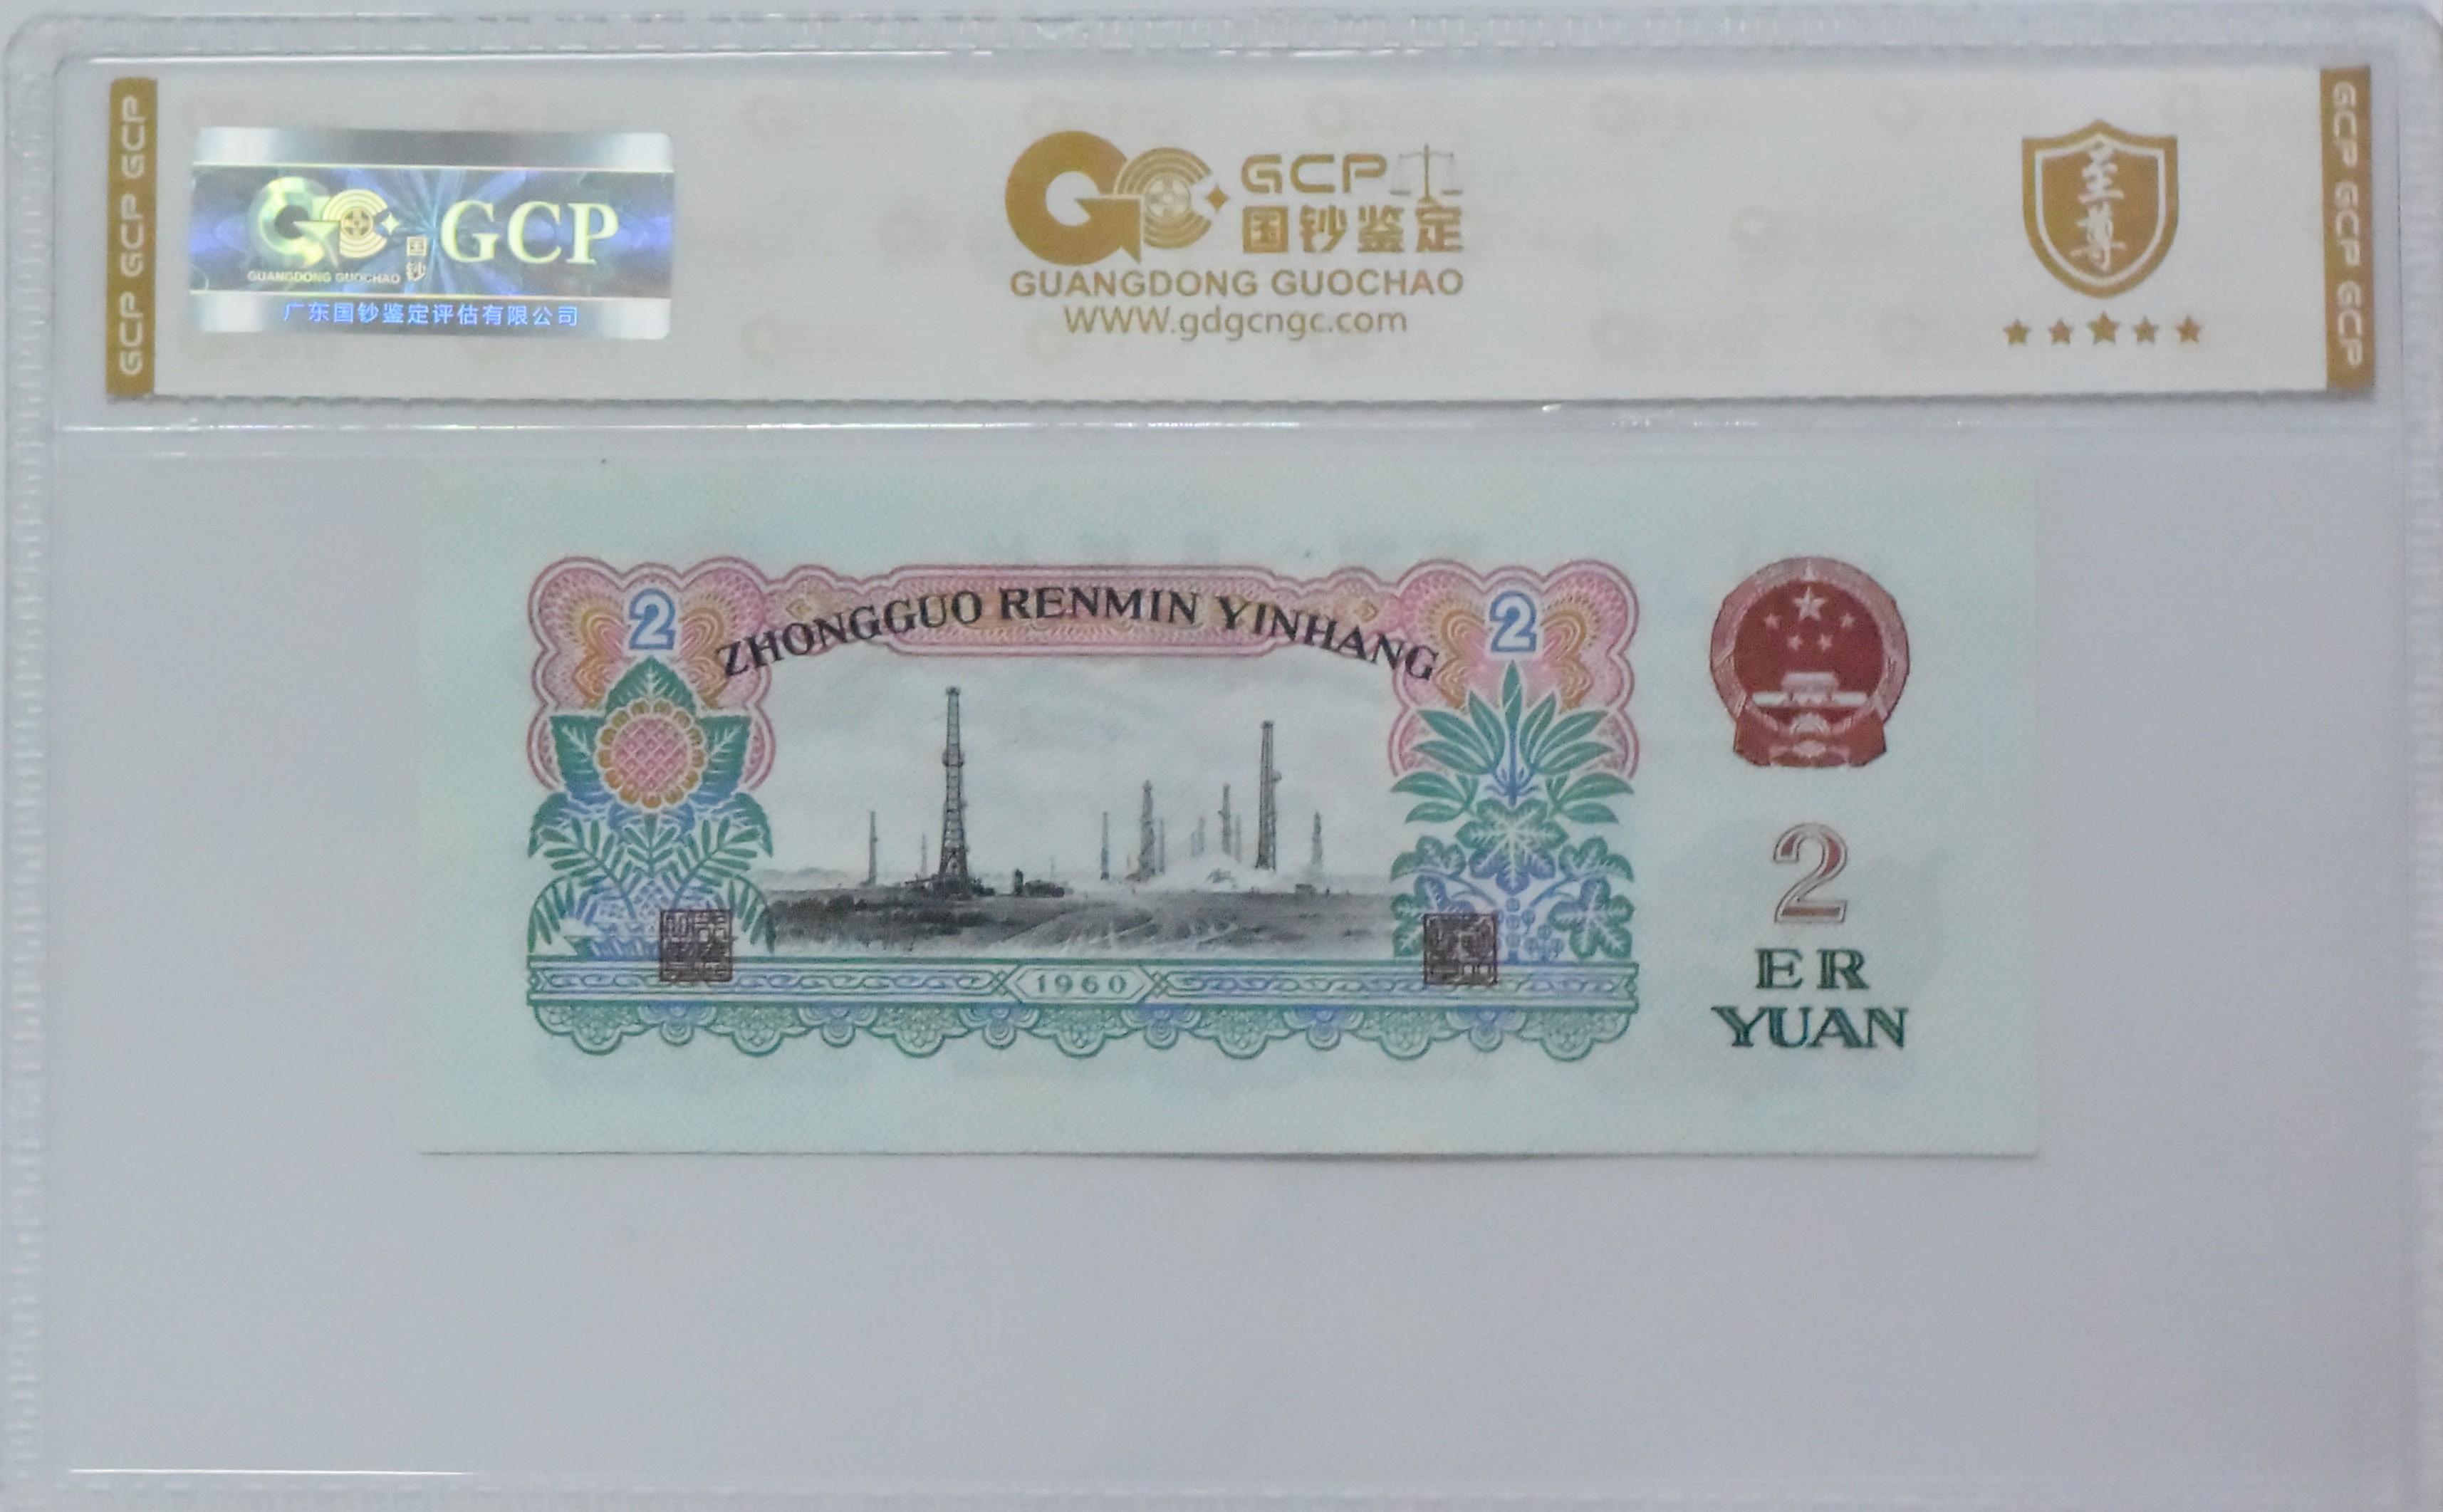 GCP GCP GCP
GCP
国钞
GUANGDONG GUOCHAO
广东国钞鉴定评估有限公司
GCP
国钞鉴定
GUANGDONG GUOCHAO
WWW.gdgcngc.com
至尊
GCP GCP GCP
2
ZHONGGUO RENMIN YINHANG
2
1960
2
ER
YUAN